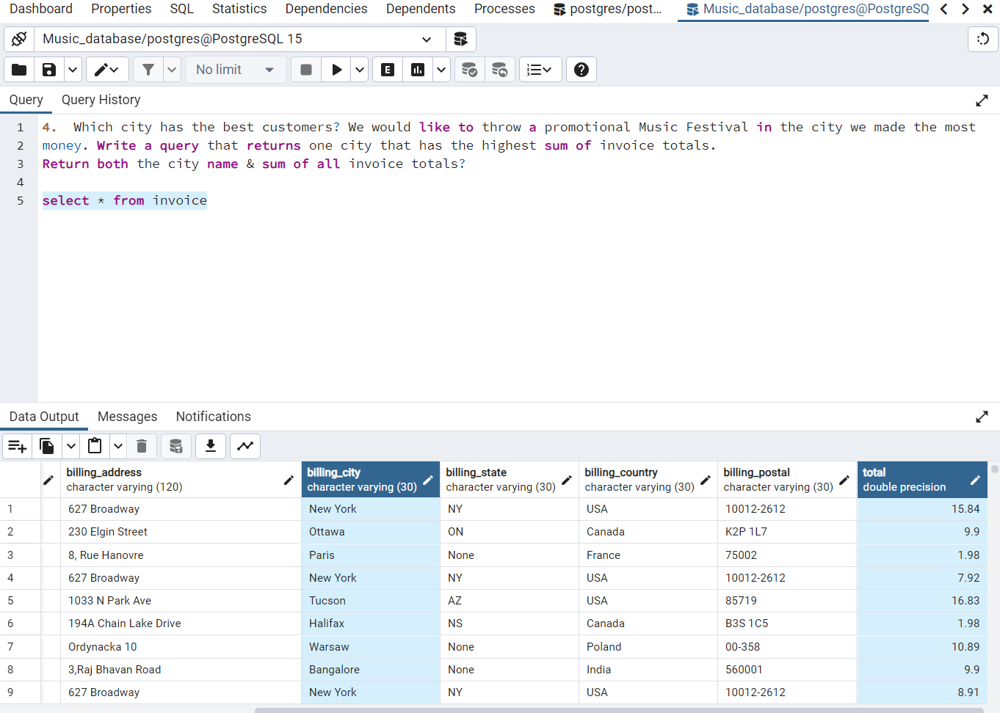 Dashboard Properties SQL Statistics Dependencies Dependents Processes postgres/post... Music_database/postgres@PostgreSQ
Music_database/postgres@PostgreSQL 15
No limit E
Query Query History
1 4. Which city has the best customers? We would like to throw a promotional Music Festival in the city we made the most
2 money. Write a query that returns one city that has the highest sum of invoice totals.
3 Return both the city name & sum of all invoice totals?
4
5 select * from invoice
Data Output Messages Notifications
billing_address billing_city billing_state billing_country billing_postal total
character varying (120) character varying (30) character varying (30) character varying (30) character varying (30) double precision
1 627 Broadway New York NY USA 10012-2612 15.84
2 230 Elgin Street Ottawa ON Canada K2P 1L7 9.9
3 8, Rue Hanovre Paris None France 75002 1.98
4 627 Broadway New York NY USA 10012-2612 7.92
5 1033 N Park Ave Tucson AZ USA 85719 16.83
6 194A Chain Lake Drive Halifax NS Canada B3S 1C5 1.98
7 Ordynacka 10 Warsaw None Poland 00-358 10.89
8 3,Raj Bhavan Road Bangalore None India 560001 9.9
9 627 Broadway New York NY USA 10012-2612 8.91